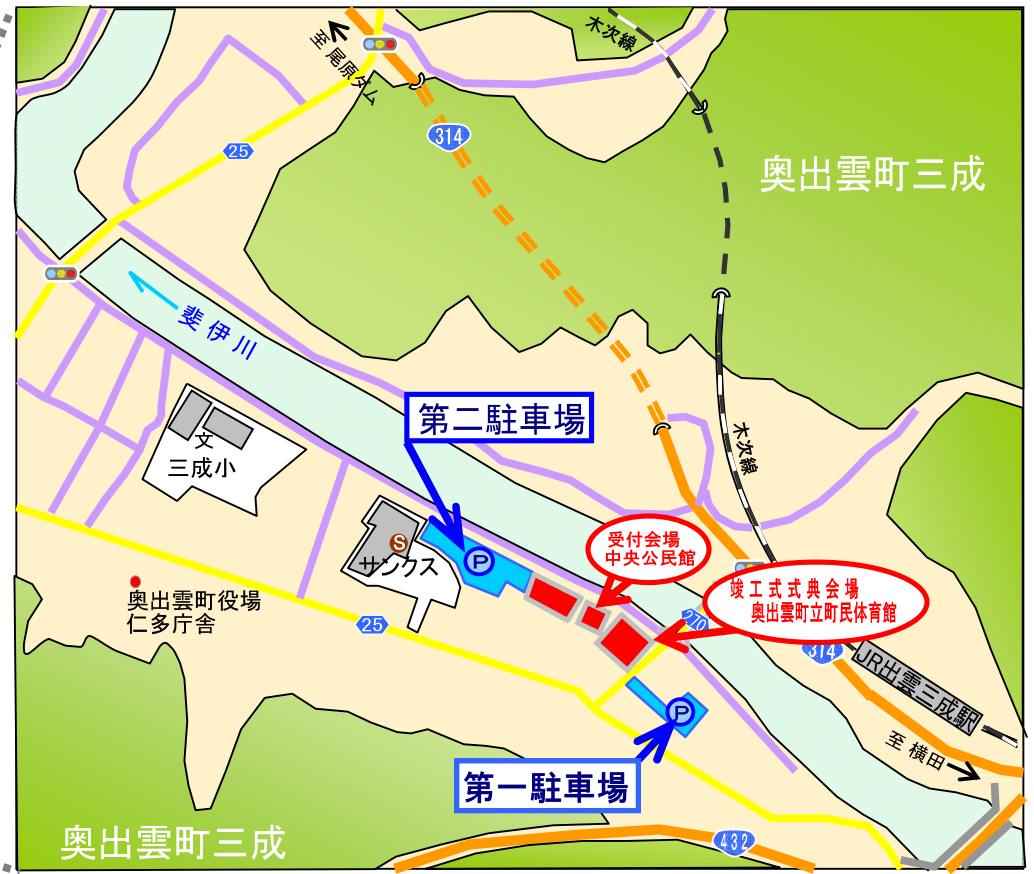 木次線
至 尾原ダム
314
25
奥出雲町三成
斐伊川
第二駐車場
木次線
文
三成小
S
サンクス
P
受付会場
中央公民館
竣工式式典会場
奥出雲町立町民体育館
奥出雲町役場
仁多庁舎
25
270
314
JR出雲三成駅
P
至 横田
第一駐車場
奥出雲町三成
432